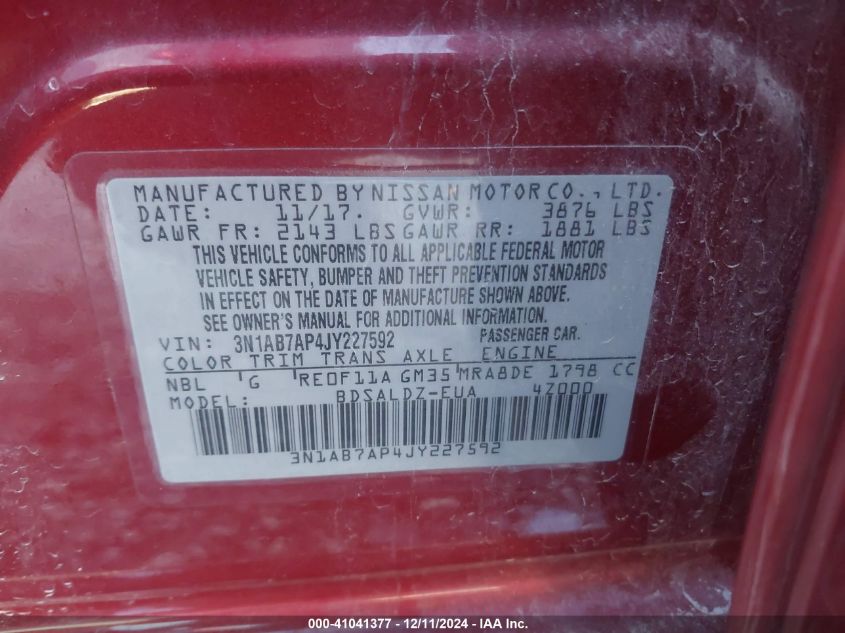 MANUFACTURED BY NISSAN MOTOR CO., LTD.
DATE: 11/17. GVWR: 3876 LBS
GAWR FR: 2143 LBS GAWR RR: 1881 LBS
THIS VEHICLE CONFORMS TO ALL APPLICABLE FEDERAL MOTOR
VEHICLE SAFETY, BUMPER AND THEFT PREVENTION STANDARDS
IN EFFECT ON THE DATE OF MANUFACTURE SHOWN ABOVE.
SEE OWNER'S MANUAL FOR ADDITIONAL INFORMATION.
VIN: 3N1AB7AP4JY227592 PASSENGER CAR.
COLOR TRIM TRANS AXLE ENGINE
NBL G RE0F11A GM35 MRA8DE 1798 CC
MODEL: BDSALDZ-EUA 4Z000
3N1AB7AP4JY227592
000-41041377 - 12/11/2024 - IAA Inc.